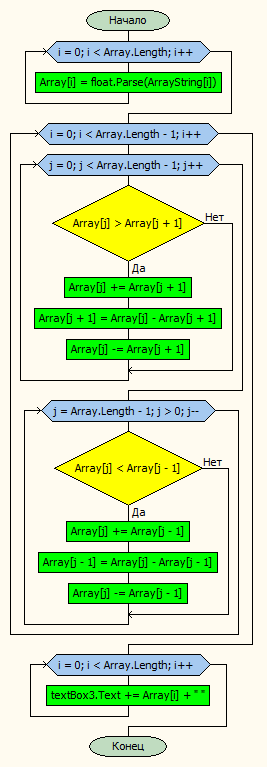 Начало
i = 0; i < Array.Length; i++
Array[i] = float.Parse(ArrayString[i])
i = 0; i < Array.Length - 1; i++
j = 0; j < Array.Length - 1; j++
Array[j] > Array[j + 1]
Нет
Да
Array[j] += Array[j + 1]
Array[j + 1] = Array[j] - Array[j + 1]
Array[j] -= Array[j + 1]
j = Array.Length - 1; j > 0; j--
Array[j] < Array[j - 1]
Нет
Да
Array[j] += Array[j - 1]
Array[j - 1] = Array[j] - Array[j - 1]
Array[j] -= Array[j - 1]
i = 0; i < Array.Length; i++
textBox3.Text += Array[i] + " "
Конец